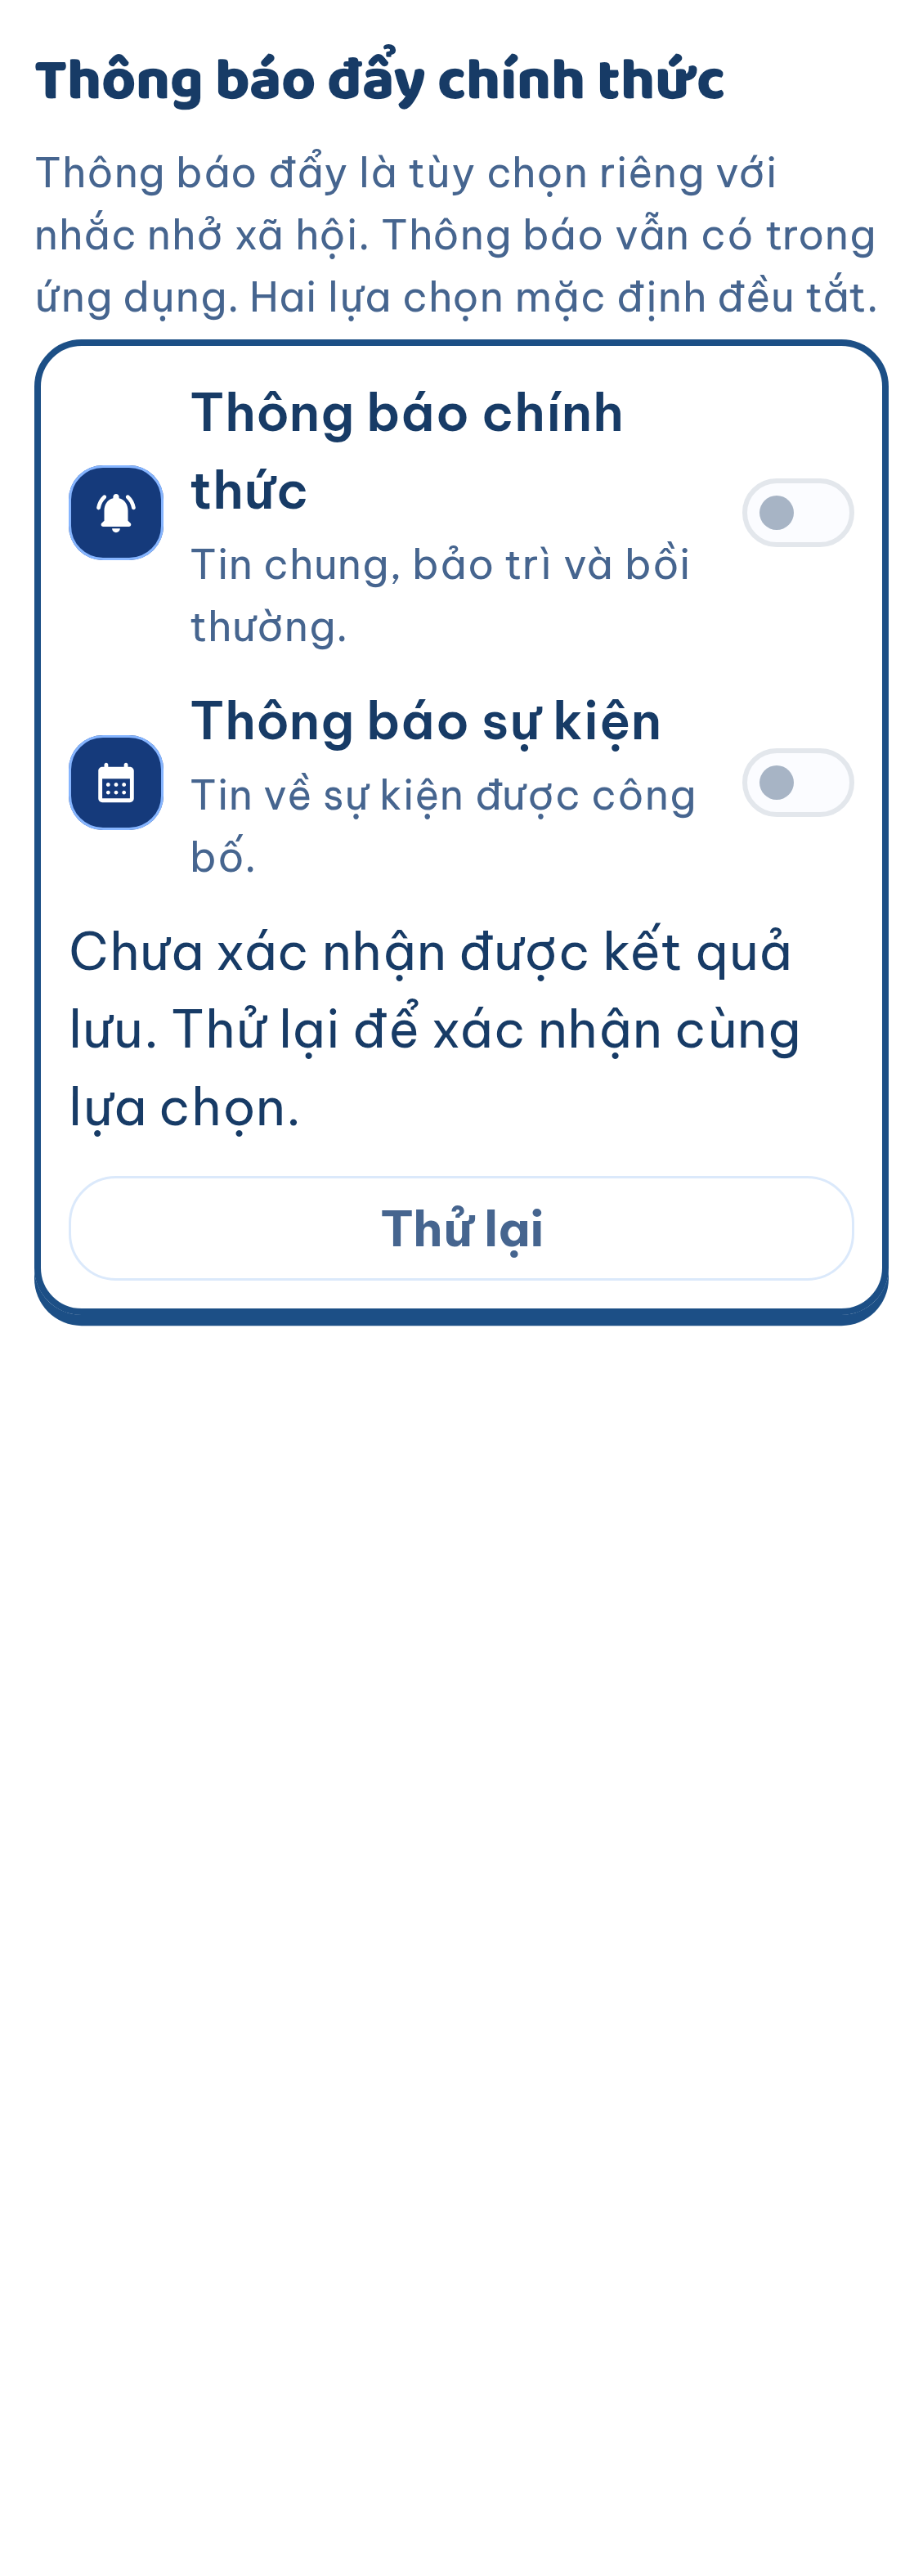 Thông báo đẩy chính thức
Thông báo đẩy là tùy chọn riêng với
nhắc nhở xã hội. Thông báo vẫn có trong
ứng dụng. Hai lựa chọn mặc định đều tắt.
Thông báo chính
thức
Tin chung, bảo trì và bồi
thường.
Thông báo sự kiện
Tin về sự kiện được công
bố.
Chưa xác nhận được kết quả
lưu. Thử lại để xác nhận cùng
lựa chọn.
Thử lại